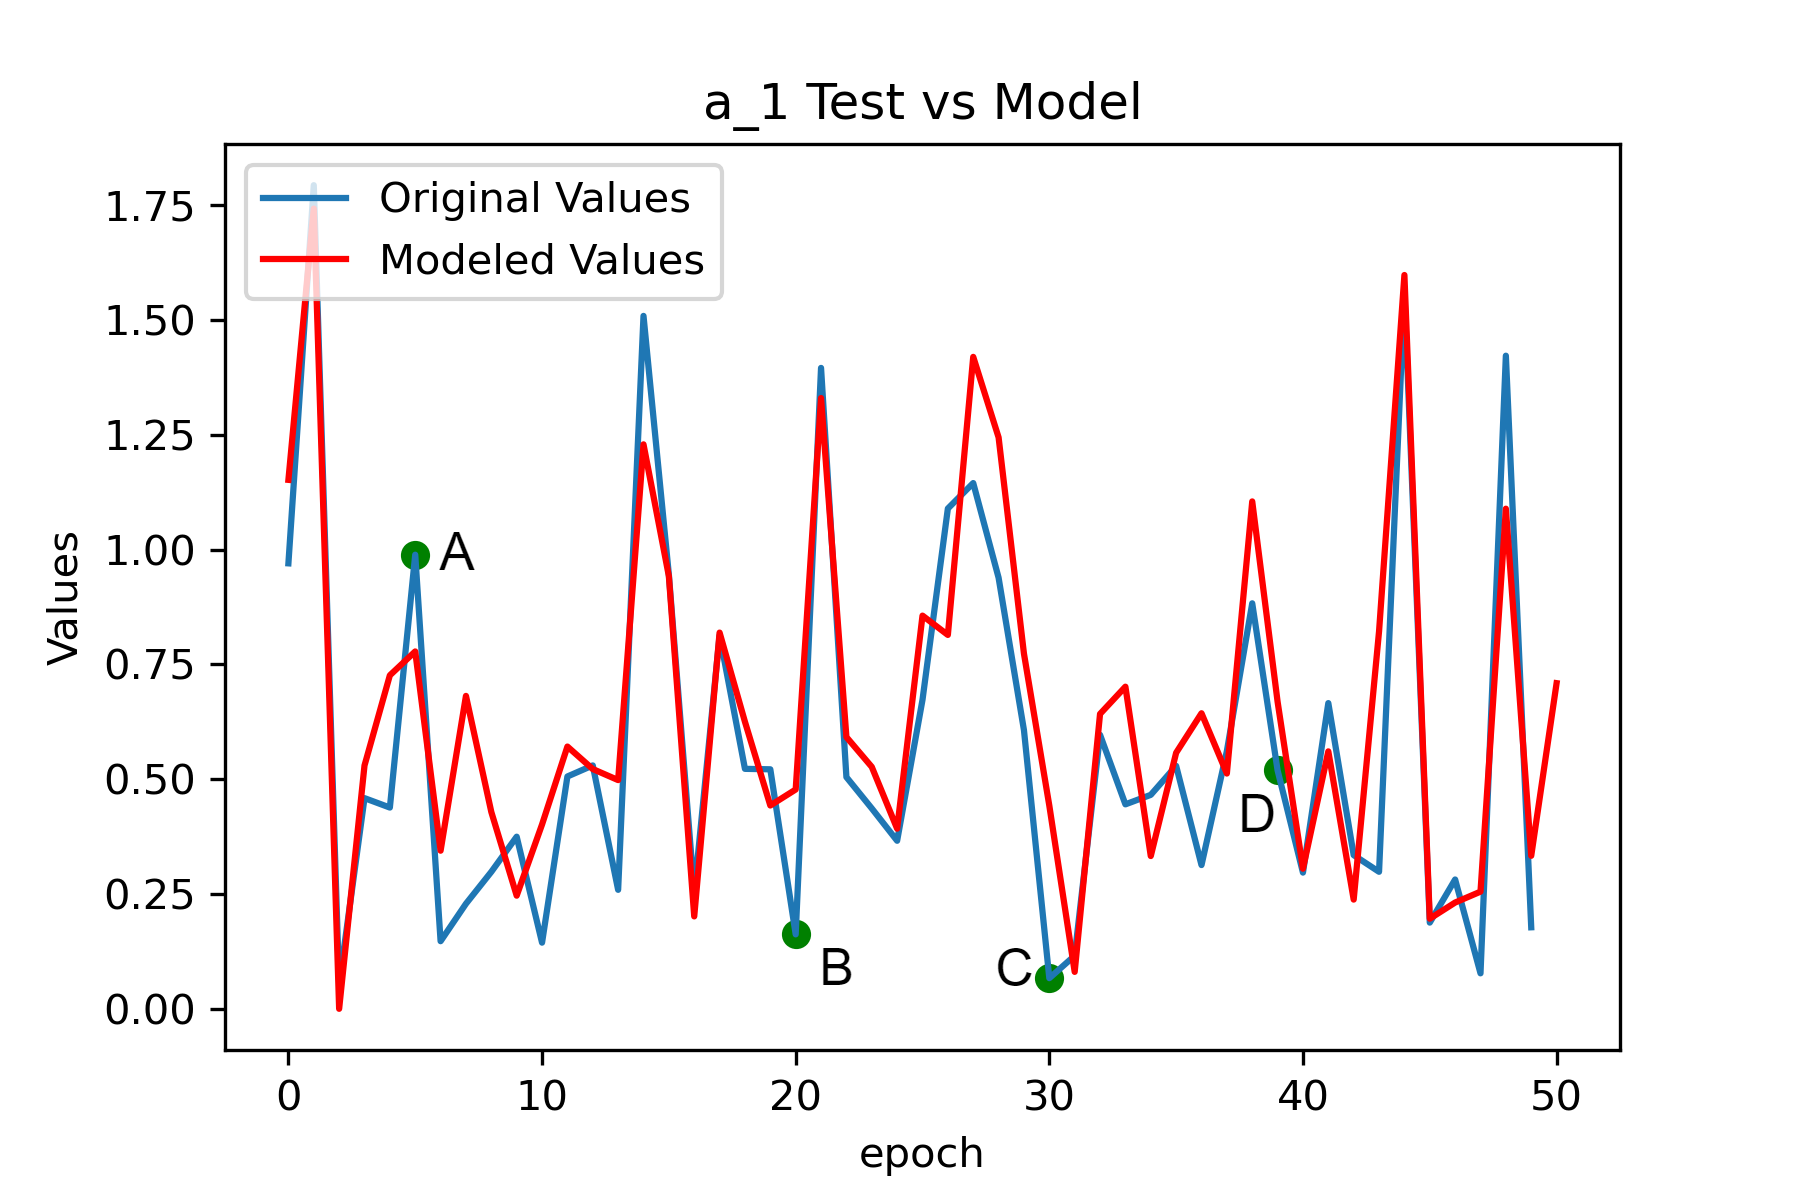 a_1 Test vs Model
Original Values
Modeled Values
1.75
1.50
1.25
1.00
0.75
0.50
0.25
0.00
Values
A
B
C
D
0 10 20 30 40 50
epoch